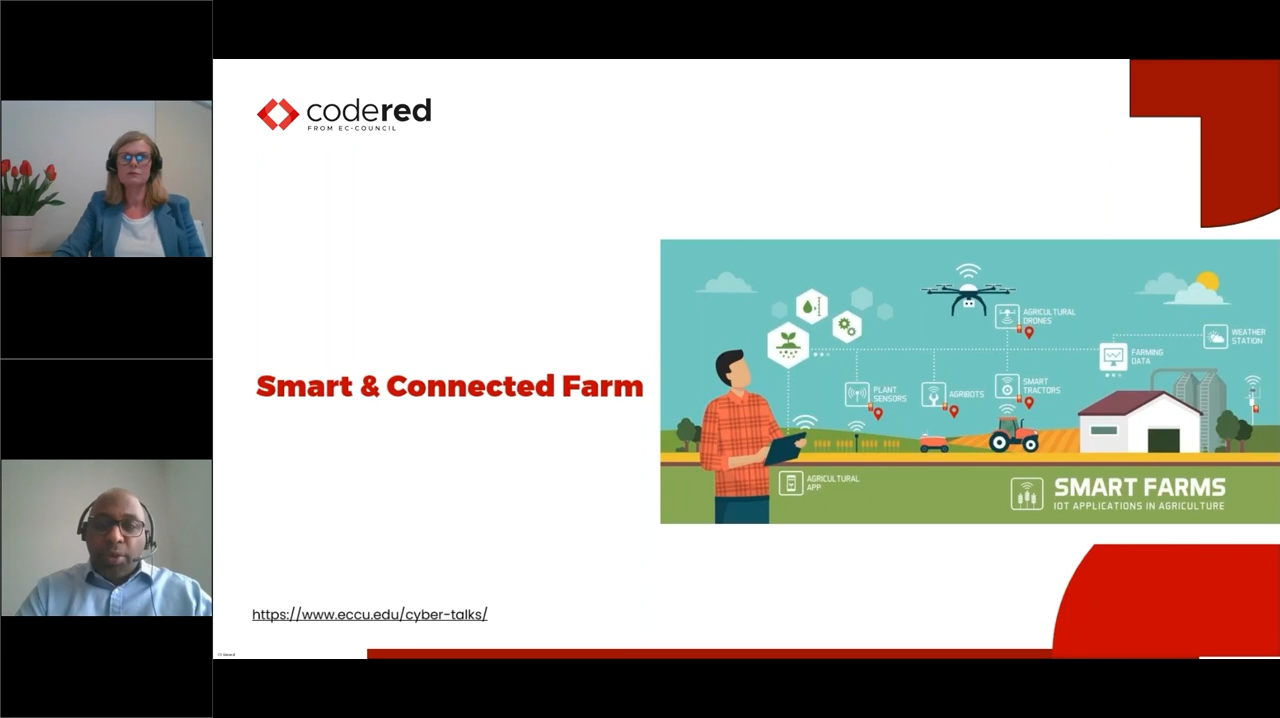 codered
FROM EC-COUNCIL
Smart & Connected Farm
AGRICULTURAL
DRONES
WEATHER
STATION
FARMING
DATA
PLANT
SENSORS
AGRIBOTS
SMART
TRACTORS
AGRICULTURAL
APP
SMART FARMS
IOT APPLICATIONS IN AGRICULTURE
https://www.eccu.edu/cyber-talks/